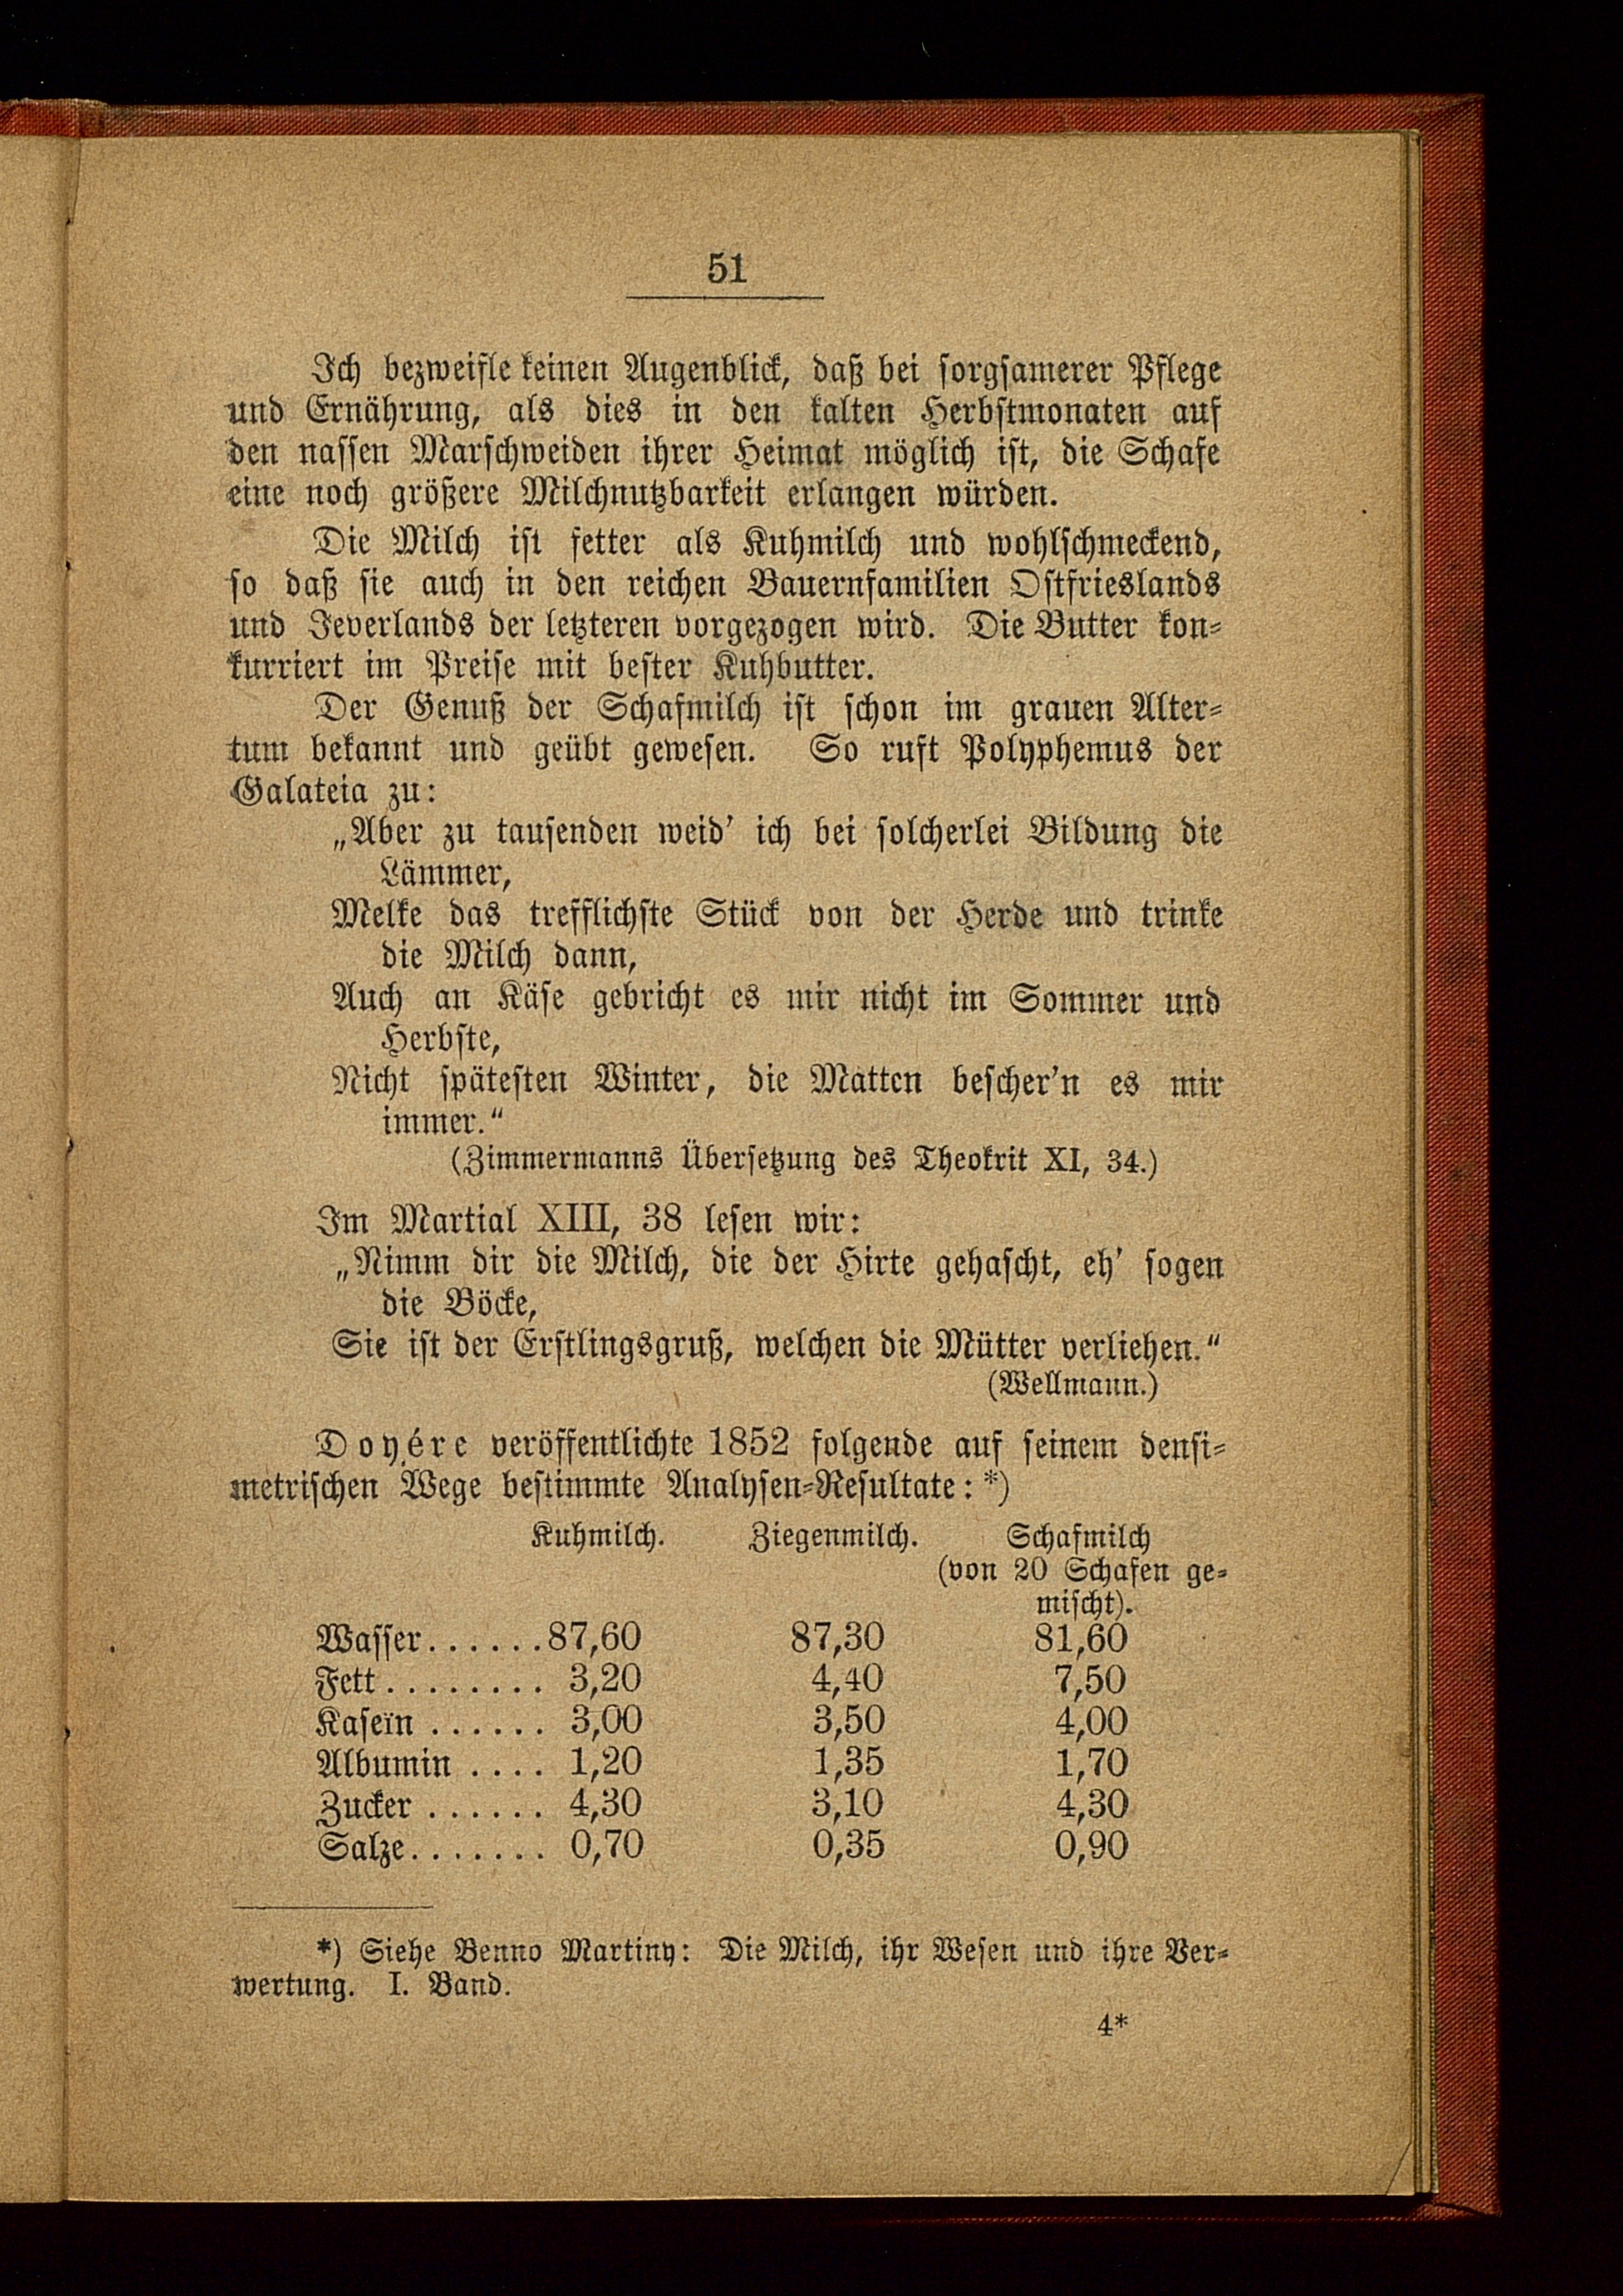 51
Ich bezweifle keinen Augenblick, daß bei sorgsamerer Pflege
und Ernährung, als dies in den kalten Herbstmonaten auf
den nassen Marschweiden ihrer Heimat möglich ist, die Schafe
eine noch größere Milchnutzbarkeit erlangen würden.
Die Milch ist fetter als Kuhmilch und wohlschmeckend,
so daß sie auch in den reichen Bauernfamilien Ostfrieslands
und Jeverlands der letzteren vorgezogen wird. Die Butter kon-
kurriert im Preise mit bester Kuhbutter.
Der Genuß der Schafmilch ist schon im grauen Alter-
tum bekannt und geübt gewesen. So ruft Polyphemus der
Galateia zu:
„Aber zu tausenden weid' ich bei solcherlei Bildung die
Lämmer,
Melke das trefflichste Stück von der Herde und trinke
die Milch dann,
Auch an Käse gebricht es mir nicht im Sommer und
Herbste,
Nicht spätesten Winter, die Matten bescher'n es mir
immer.“
(Zimmermanns Übersetzung des Theokrit XI, 34.)
Im Martial XIII, 38 lesen wir:
„Nimm dir die Milch, die der Hirte gehascht, eh' sogen
die Böcke,
Sie ist der Erstlingsgruß, welchen die Mütter verliehen.“
(Wellmann.)
Doyére veröffentlichte 1852 folgende auf seinem densi-
metrischen Wege bestimmte Analysen-Resultate: *)
Kuhmilch. Ziegenmilch. Schafmilch
(von 20 Schafen ge-
mischt).
Wasser......87,60 87,30 81,60
Fett........ 3,20 4,40 7,50
Kaseïn ...... 3,00 3,50 4,00
Albumin .... 1,20 1,35 1,70
Zucker ...... 4,30 3,10 4,30
Salze....... 0,70 0,35 0,90
*) Siehe Benno Martiny: Die Milch, ihr Wesen und ihre Ver-
wertung. I. Band.
4*